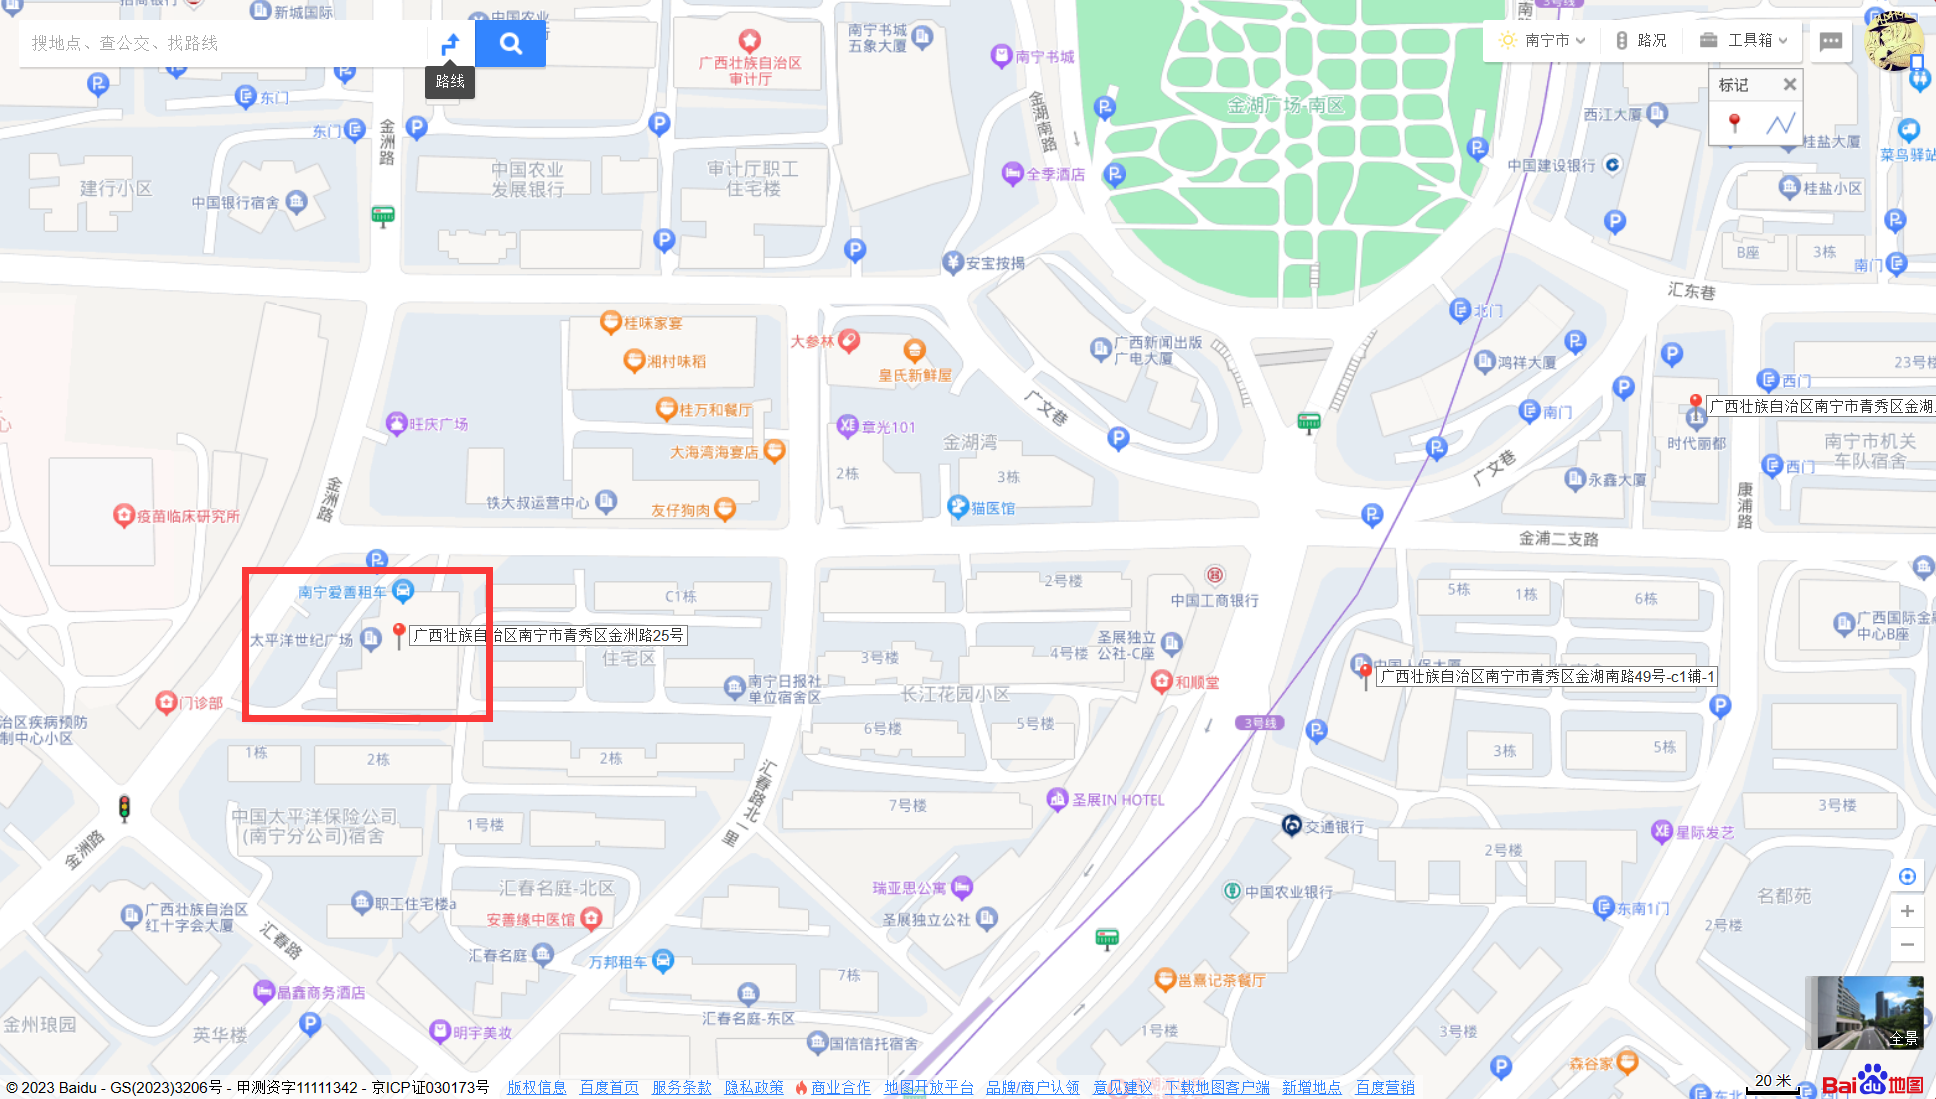 新城国际
中国农业
南宁书城
五象大厦
广西壮族自治区
审计厅
南宁书城
搜地点、查公交、找路线
路线
南宁市
路况
工具箱
标记
东门
东门
金洲路
金湖南路
金湖广场-南区
西江大厦
桂盐大厦
菜鸟驿站
建行小区
中国银行宿舍
中国农业
发展银行
审计厅职工
住宅楼
全季酒店
中国建设银行
桂盐小区
安宝按揭
B座
3栋
南门
汇东巷
桂味家宴
湘村味稻
大参林
皇氏新鲜屋
广西新闻出版
广电大厦
北门
鸿祥大厦
23号楼
西门
旺庆广场
桂万和餐厅
章光101
广文巷
南门
广西壮族自治区南宁市青秀区金湖
时代丽都
南宁市机关
车队宿舍
大海湾海宴店
金湖湾
2栋
3栋
广文巷
永鑫大厦
西门
金洲路
铁大叔运营中心
友仔狗肉
猫医馆
康浦路
疫苗临床研究所
金浦二支路
南宁爱善租车
C1栋
2号楼
中国工商银行
5栋
1栋
6栋
广西国际金融
中心B座
太平洋世纪广场
广西壮族自治区南宁市青秀区金洲路25号
住宅区
3号楼
4号楼
圣展独立
公社-C座
广西壮族自治区南宁市青秀区金湖南路49号-c1铺-1
门诊部
南宁日报社
单位宿舍区
长江花园小区
和顺堂
治区疾病预防
制中心小区
6号楼
5号楼
3号线
1栋
2栋
2栋
3栋
5栋
汇春路北一里
7号楼
圣展IN HOTEL
3号楼
中国太平洋保险公司
(南宁分公司)宿舍
1号楼
交通银行
星际发艺
金洲路
2号楼
汇春名庭-北区
瑞亚思公寓
中国农业银行
名都苑
广西壮族自治区
红十字会大厦
职工住宅楼a
安善缘中医馆
圣展独立公社
东南1门
2号楼
汇春路
汇春名庭
万邦租车
7栋
邕熹记茶餐厅
晶鑫商务酒店
金州琅园
英华楼
明宇美妆
汇春名庭-东区
国信信托宿舍
1号楼
3号楼
森谷家
全景
20 米
Bai地图
© 2023 Baidu - GS(2023)3206号 - 甲测资字11111342 - 京ICP证030173号
版权信息 百度首页 服务条款 隐私政策 商业合作 地图开放平台 品牌/商户认领 意见建议 下载地图客户端 新增地点 百度营销